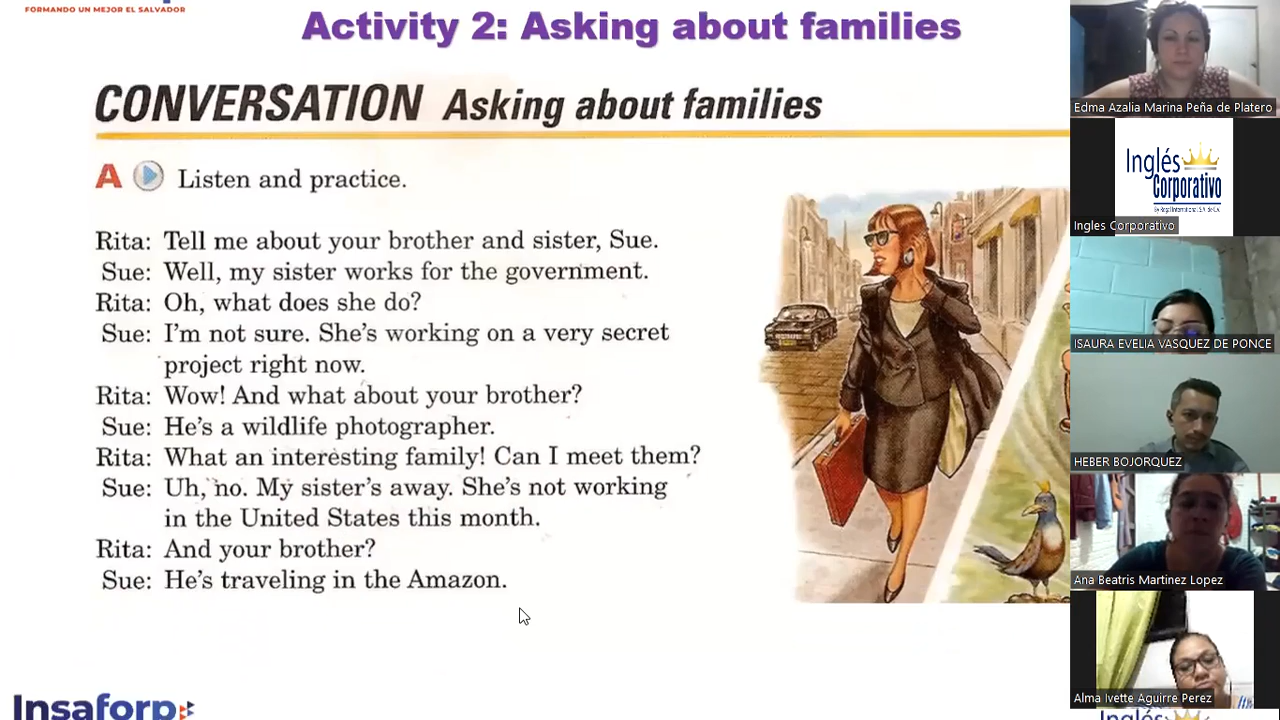 FORMANDO UN MEJOR EL SALVADOR
Activity 2: Asking about families
CONVERSATION Asking about families
A Listen and practice.
Rita: Tell me about your brother and sister, Sue.
Sue: Well, my sister works for the government.
Rita: Oh, what does she do?
Sue: I'm not sure. She's working on a very secret
project right now.
Rita: Wow! And what about your brother?
Sue: He's a wildlife photographer.
Rita: What an interesting family! Can I meet them?
Sue: Uh, no. My sister's away. She's not working
in the United States this month.
Rita: And your brother?
Sue: He's traveling in the Amazon.
Insaforp
Edma Azalia Marina Peña de Platero
Inglés
Corporativo
Ingles Corporativo
ISAURA EVELIA VASQUEZ DE PONCE
HEBER BOJORQUEZ
Ana Beatris Martinez Lopez
Alma Ivette Aguirre Perez
Inglés